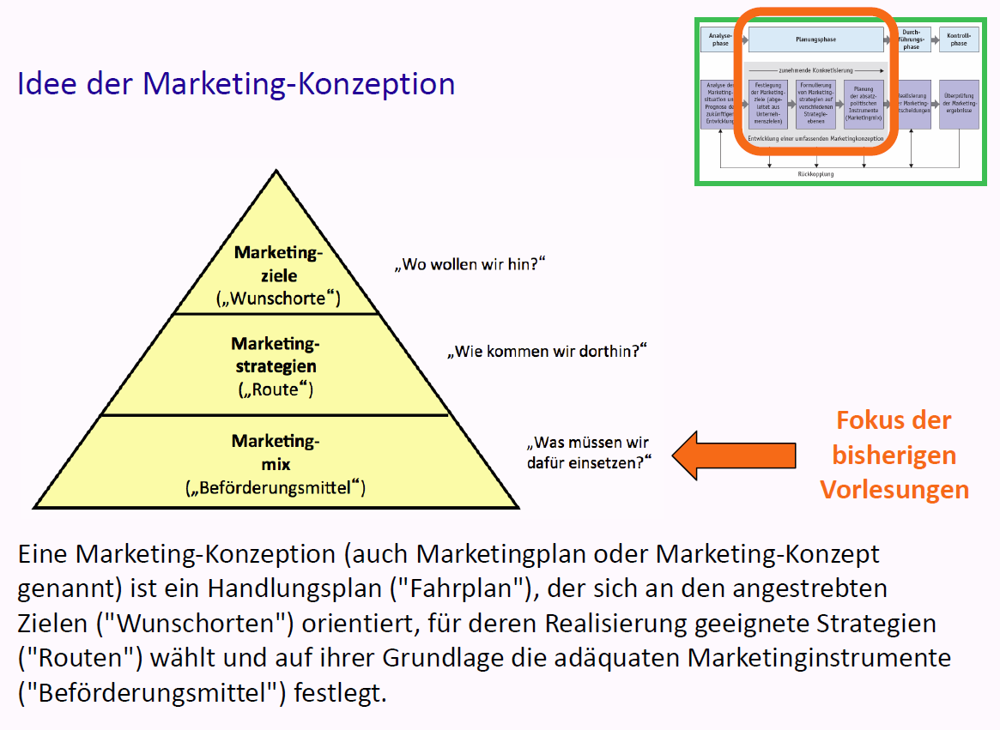 Idee der Marketing-Konzeption
Analyse-
phase
Planungsphase
Durch-
führungs-
phase
Kontroll-
phase
zunehmende Konkretisierung
Analyse der
Marketing-
situation und
Prognose der
zukünftigen
Entwicklung
Festlegung
der Marketing-
ziele (abge-
leitet aus
Unterneh-
menszielen)
Formulierung
von Marketing-
strategien auf
verschiedenen
Strategie-
ebenen
Planung
der absatz-
politischen
Instrumente
(Marketingmix)
Realisierung
der Marketing-
entscheidungen
Überprüfung
der Marketing-
ergebnisse
Entwicklung einer umfassenden Marketingkonzeption
Rückkopplung
Marketing-
ziele
(„Wunschorte“)
„Wo wollen wir hin?“
Marketing-
strategien
(„Route“)
„Wie kommen wir dorthin?“
Marketing-
mix
(„Beförderungsmittel“)
„Was müssen wir
dafür einsetzen?“
Fokus der
bisherigen
Vorlesungen
Eine Marketing-Konzeption (auch Marketingplan oder Marketing-Konzept
genannt) ist ein Handlungsplan ("Fahrplan"), der sich an den angestrebten
Zielen ("Wunschorten") orientiert, für deren Realisierung geeignete Strategien
("Routen") wählt und auf ihrer Grundlage die adäquaten Marketinginstrumente
("Beförderungsmittel") festlegt.